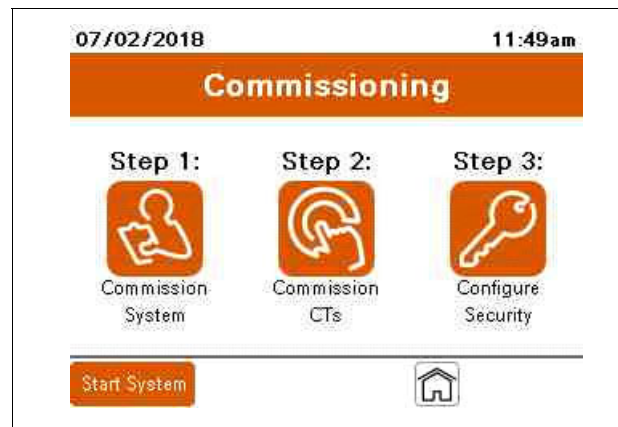 07/02/2018 11:49am
Commissioning
Step 1: Step 2: Step 3:
Commission Commission Configure
System CTs Security
Start System